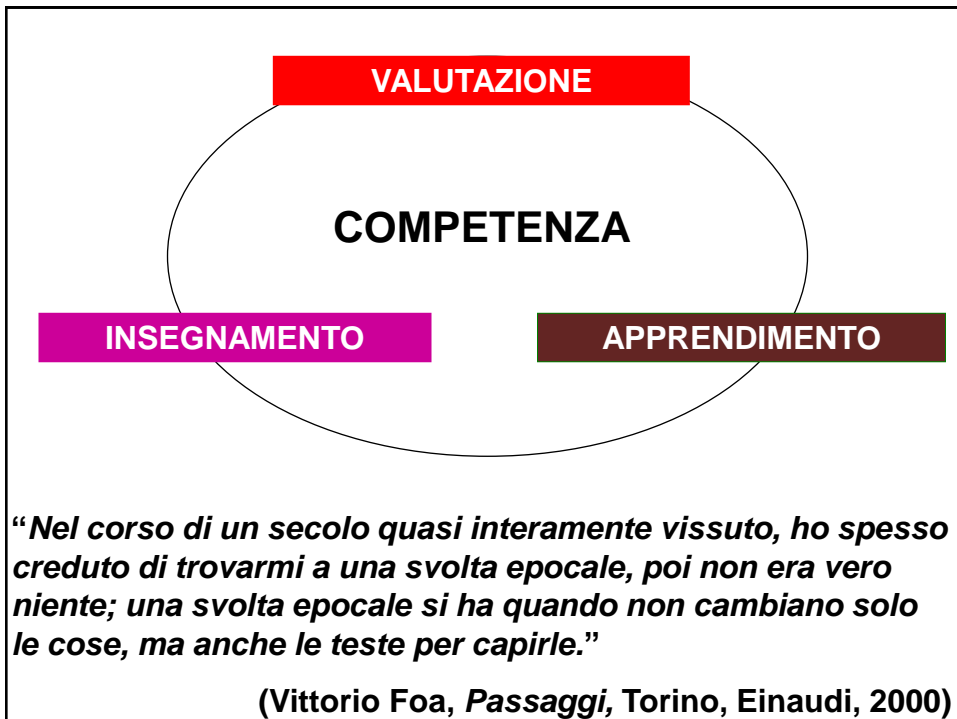 VALUTAZIONE
COMPETENZA
INSEGNAMENTO
APPRENDIMENTO
“Nel corso di un secolo quasi interamente vissuto, ho spesso
creduto di trovarmi a una svolta epocale, poi non era vero
niente; una svolta epocale si ha quando non cambiano solo
le cose, ma anche le teste per capirle.”
(Vittorio Foa, Passaggi, Torino, Einaudi, 2000)